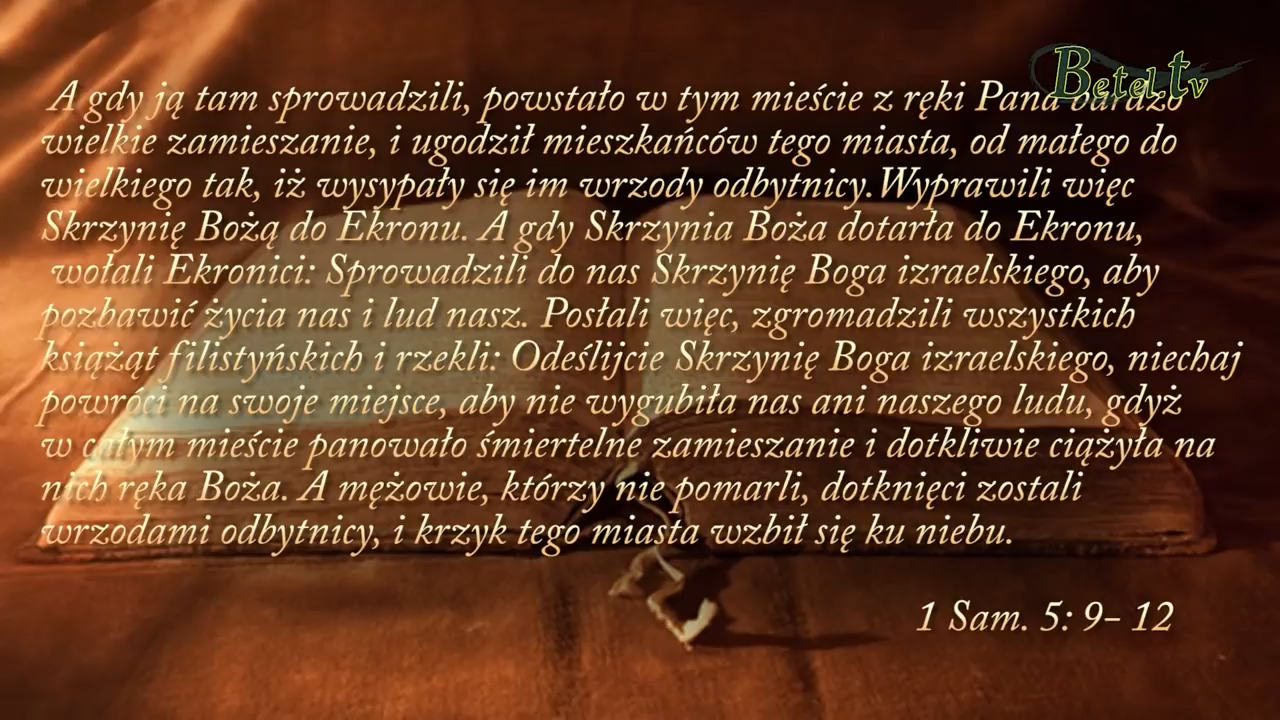 Betel.tv
A gdy ją tam sprowadzili, powstało w tym mieście z ręki Pana bardzo
wielkie zamieszanie, i ugodził mieszkańców tego miasta, od małego do
wielkiego tak, iż wysypały się im wrzody odbytnicy. Wyprawili więc
Skrzynię Bożą do Ekronu. A gdy Skrzynia Boża dotarła do Ekronu,
wołali Ekronici: Sprowadzili do nas Skrzynię Boga izraelskiego, aby
pozbawić życia nas i lud nasz. Posłali więc, zgromadzili wszystkich
książąt filistyńskich i rzekli: Odeślijcie Skrzynię Boga izraelskiego, niechaj
powróci na swoje miejsce, aby nie wygubiła nas ani naszego ludu, gdyż
w całym mieście panowało śmiertelne zamieszanie i dotkliwie ciążyła na
nich ręka Boża. A mężowie, którzy nie pomarli, dotknięci zostali
wrzodami odbytnicy, i krzyk tego miasta wzbił się ku niebu.
1 Sam. 5: 9– 12